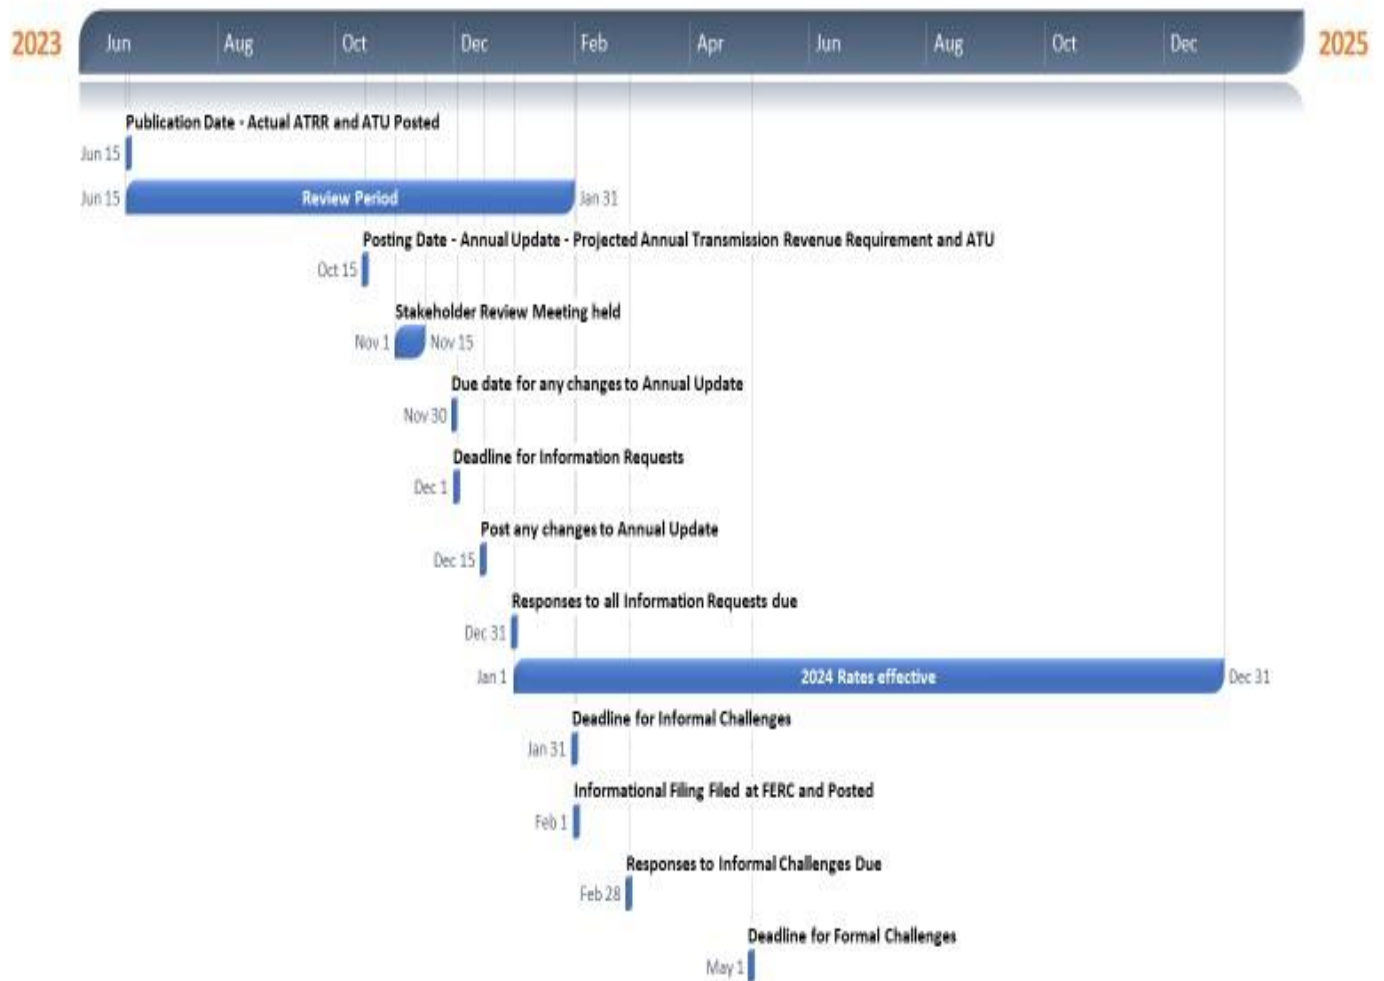 2023 Jun Aug Oct Dec Feb Apr Jun Aug Oct Dec 2025
Publication Date - Actual ATRR and ATU Posted
Jun 15
Jun 15 Review Period Jan 31
Posting Date - Annual Update - Projected Annual Transmission Revenue Requirement and ATU
Oct 15
Stakeholder Review Meeting held
Nov 1 Nov 15
Due date for any changes to Annual Update
Nov 30
Deadline for Information Requests
Dec 1
Post any changes to Annual Update
Dec 15
Responses to all Information Requests due
Dec 31
Jan 1 2024 Rates effective Dec 31
Deadline for Informal Challenges
Jan 31
Informational Filing Filed at FERC and Posted
Feb 1
Responses to Informal Challenges Due
Feb 28
Deadline for Formal Challenges
May 1